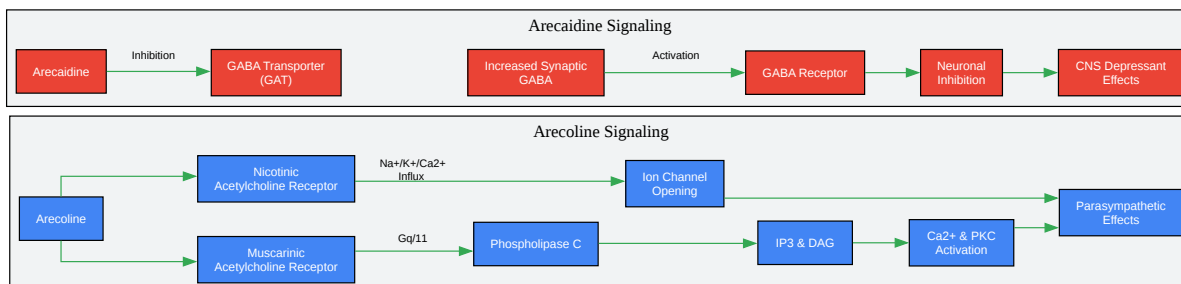 Arecaidine Signaling
Arecaidine
Inhibition
GABA Transporter
(GAT)
Increased Synaptic
GABA
Activation
GABA Receptor
Neuronal
Inhibition
CNS Depressant
Effects
Arecoline Signaling
Arecoline
Nicotinic
Acetylcholine Receptor
Na+/K+/Ca2+
Influx
Ion Channel
Opening
Parasympathetic
Effects
Muscarinic
Acetylcholine Receptor
Gq/11
Phospholipase C
IP3 & DAG
Ca2+ & PKC
Activation